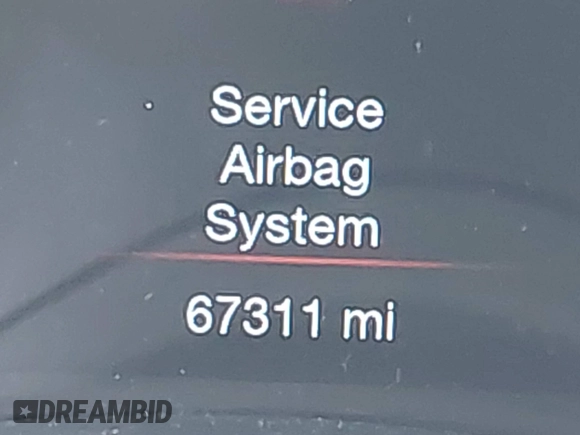 Service
Airbag
System
67311 mi
DREAMBID